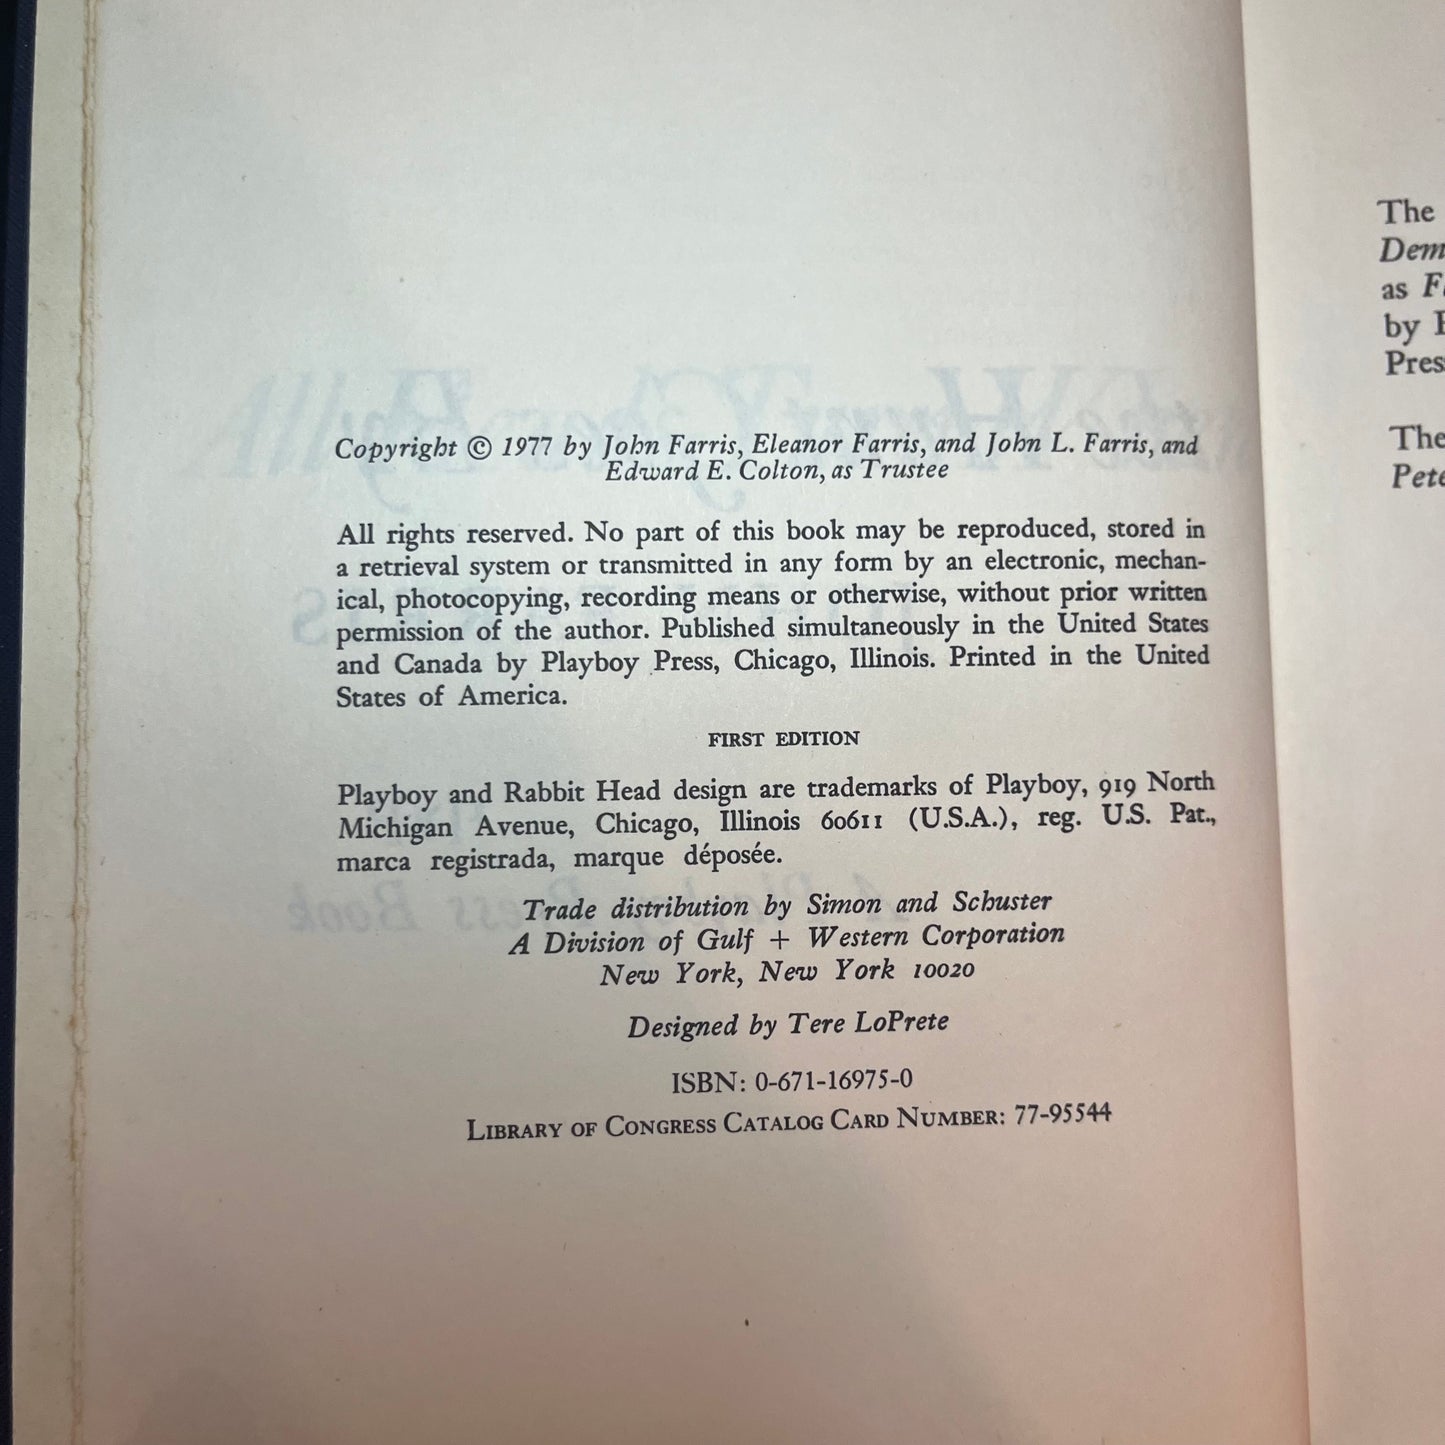 Copyright © 1977 by John Farris, Eleanor Farris, and John L. Farris, and
Edward E. Colton, as Trustee
All rights reserved. No part of this book may be reproduced, stored in
a retrieval system or transmitted in any form by an electronic, mechan-
ical, photocopying, recording means or otherwise, without prior written
permission of the author. Published simultaneously in the United States
and Canada by Playboy Press, Chicago, Illinois. Printed in the United
States of America.
FIRST EDITION
Playboy and Rabbit Head design are trademarks of Playboy, 919 North
Michigan Avenue, Chicago, Illinois 60611 (U.S.A.), reg. U.S. Pat.,
marca registrada, marque déposée.
Trade distribution by Simon and Schuster
A Division of Gulf + Western Corporation
New York, New York 10020
Designed by Tere LoPrete
ISBN: 0-671-16975-0
LIBRARY OF CONGRESS CATALOG CARD NUMBER: 77-95544
The
Dem
as
by
Pres
The
Pete